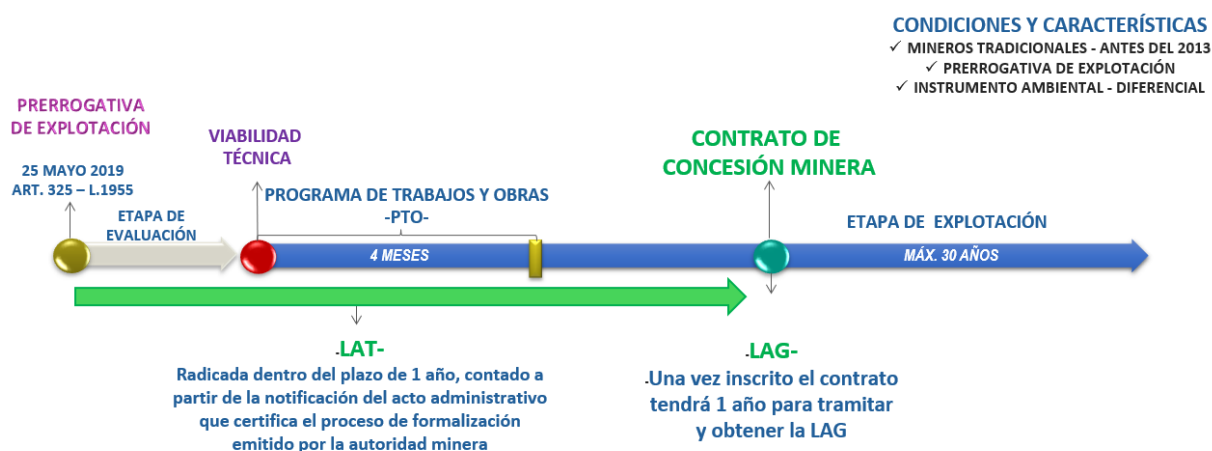 CONDICIONES Y CARACTERÍSTICAS
✓ MINEROS TRADICIONALES - ANTES DEL 2013
✓ PRERROGATIVA DE EXPLOTACIÓN
✓ INSTRUMENTO AMBIENTAL - DIFERENCIAL
PRERROGATIVA
DE EXPLOTACIÓN
25 MAYO 2019
ART. 325 – L.1955
ETAPA DE
EVALUACIÓN
VIABILIDAD
TÉCNICA
PROGRAMA DE TRABAJOS Y OBRAS
-PTO-
4 MESES
CONTRATO DE
CONCESIÓN MINERA
ETAPA DE EXPLOTACIÓN
MÁX. 30 AÑOS
-LAT-
Radicada dentro del plazo de 1 año, contado a
partir de la notificación del acto administrativo
que certifica el proceso de formalización
emitido por la autoridad minera
-LAG-
-Una vez inscrito el contrato
tendrá 1 año para tramitar
y obtener la LAG